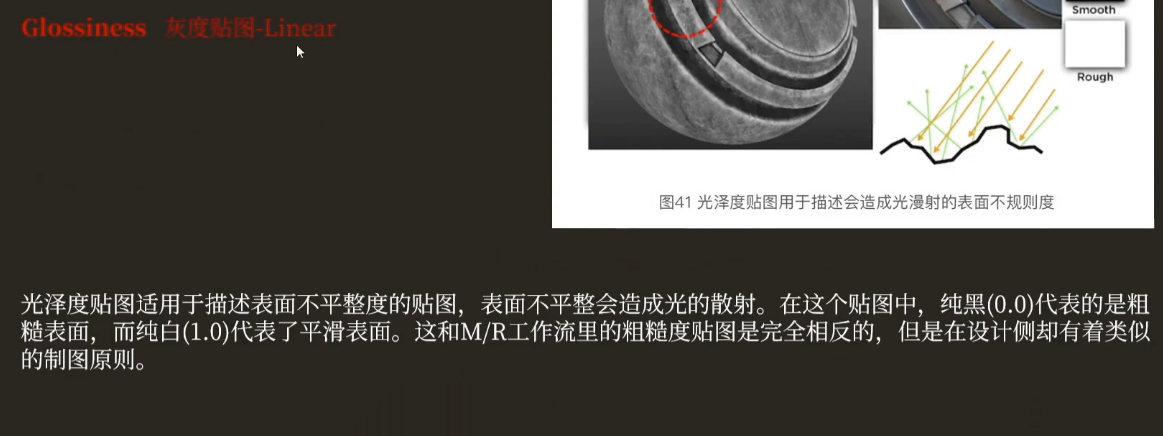 Glossiness 灰度贴图-Linear
Smooth
Rough
图41 光泽度贴图用于描述会造成光漫射的表面不规则度
光泽度贴图适用于描述表面不平整度的贴图，表面不平整会造成光的散射。在这个贴图中，纯黑(0.0)代表的是粗
糙表面，而纯白(1.0)代表了平滑表面。这和M/R工作流里的粗糙度贴图是完全相反的，但是在设计侧却有着类似
的制图原则。